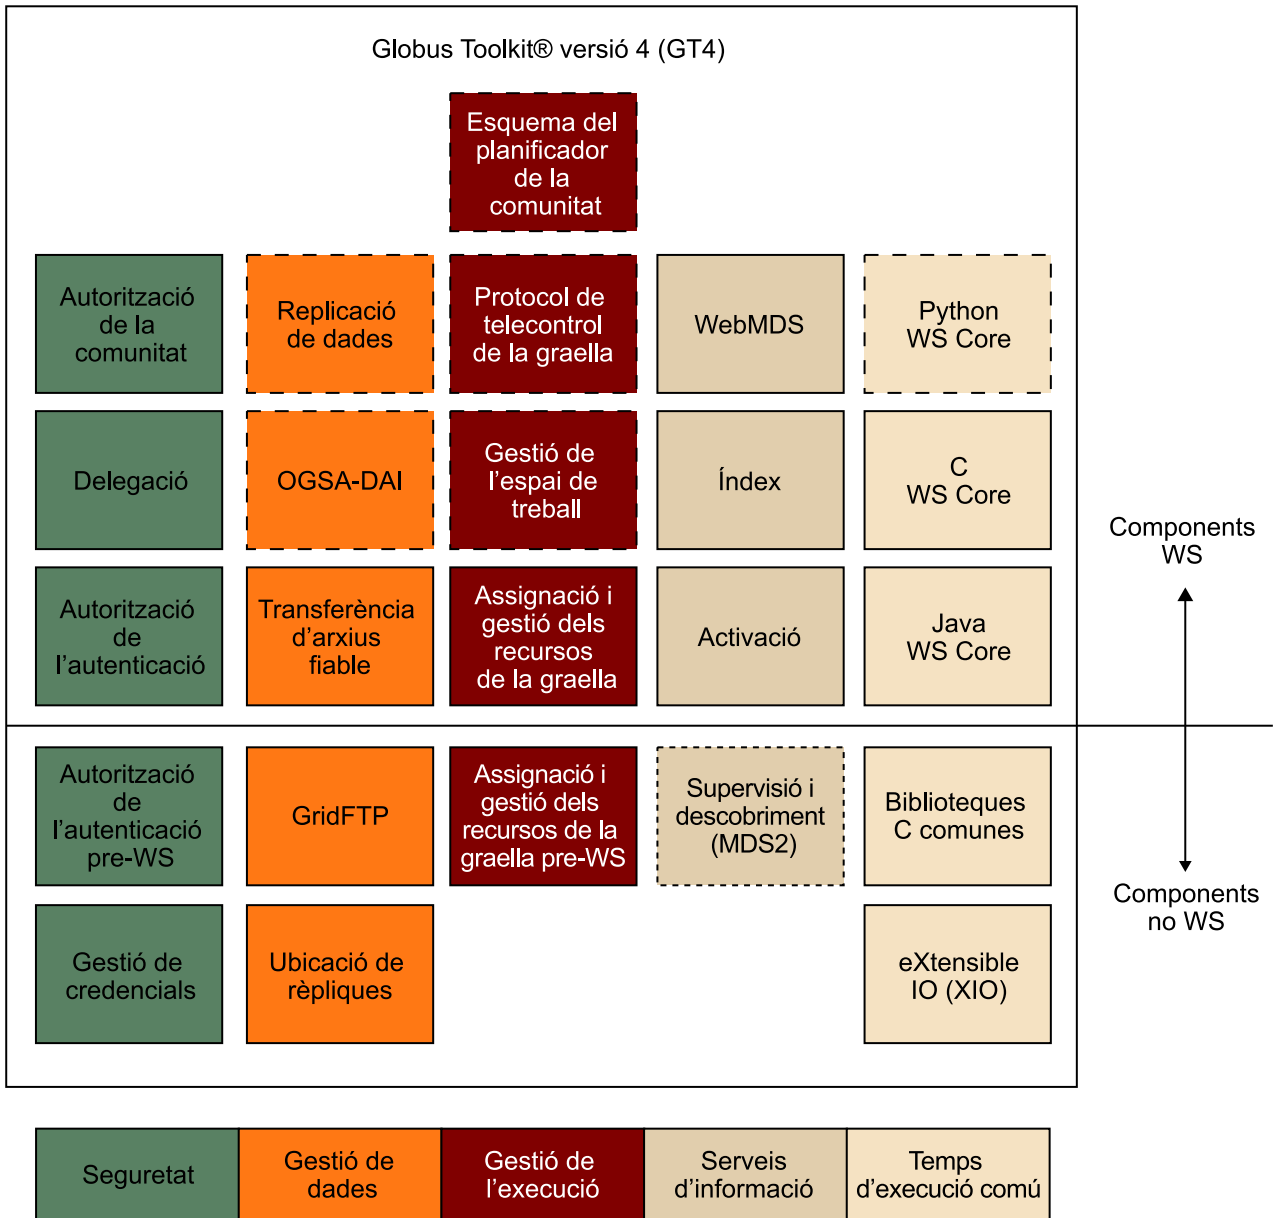 Globus Toolkit® versió 4 (GT4)
Esquema del
planificador
de la
comunitat
Autorització
de la
comunitat
Replicació
de dades
Protocol de
telecontrol
de la graella
WebMDS
Python
WS Core
Delegació
OGSA-DAI
Gestió de
l'espai de
treball
Índex
C
WS Core
Autorització
de
l'autenticació
Transferència
d'arxius
fiable
Assignació i
gestió dels
recursos
de la graella
Activació
Java
WS Core
Components
WS
Autorització
de
l'autenticació
pre-WS
GridFTP
Assignació i
gestió dels
recursos de la
graella pre-WS
Supervisió i
descobriment
(MDS2)
Biblioteques
C comunes
Components
no WS
Gestió de
credencials
Ubicació de
rèpliques
eXtensible
IO (XIO)
Seguretat
Gestió de
dades
Gestió de
l'execució
Serveis
d'informació
Temps
d'execució comú